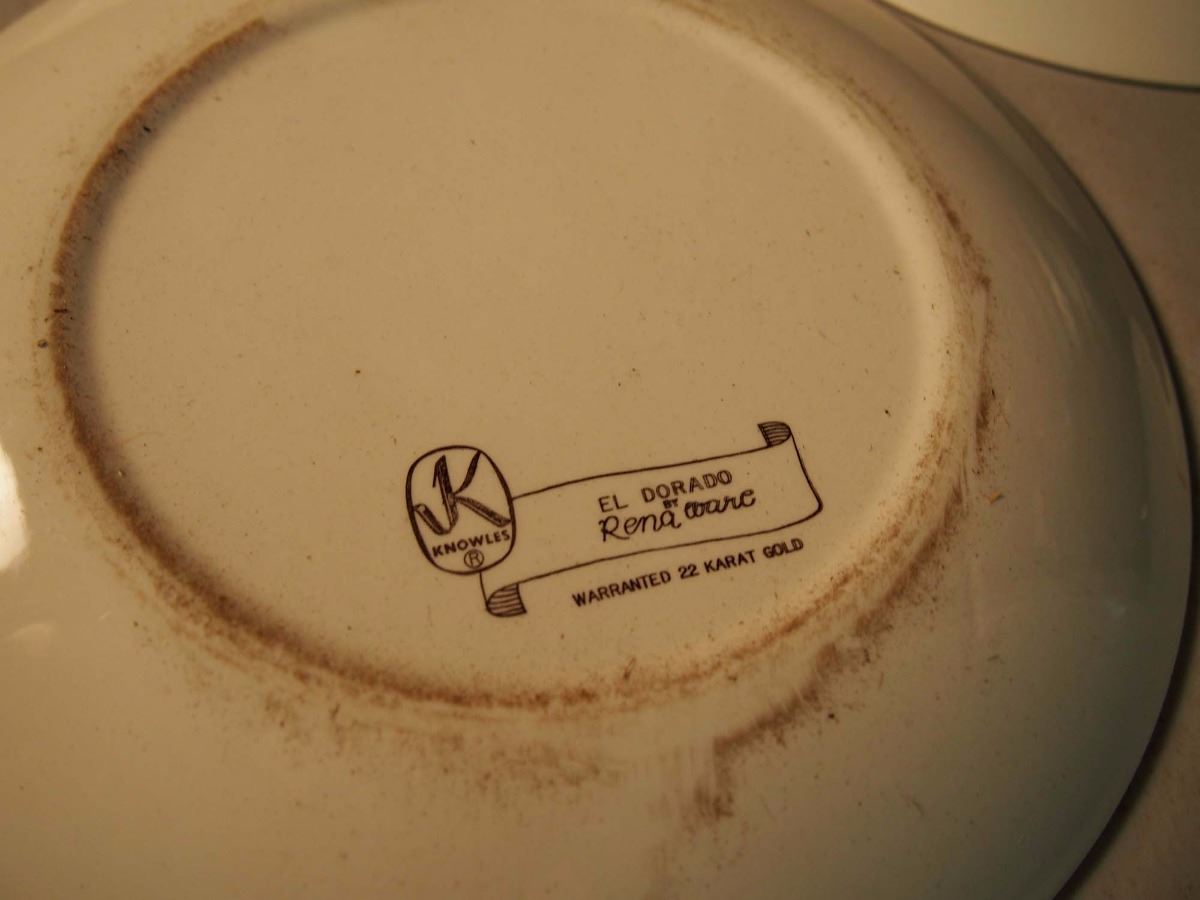 K
KNOWLES
®
EL DORADO
BY
Rena Ware
WARRANTED 22 KARAT GOLD